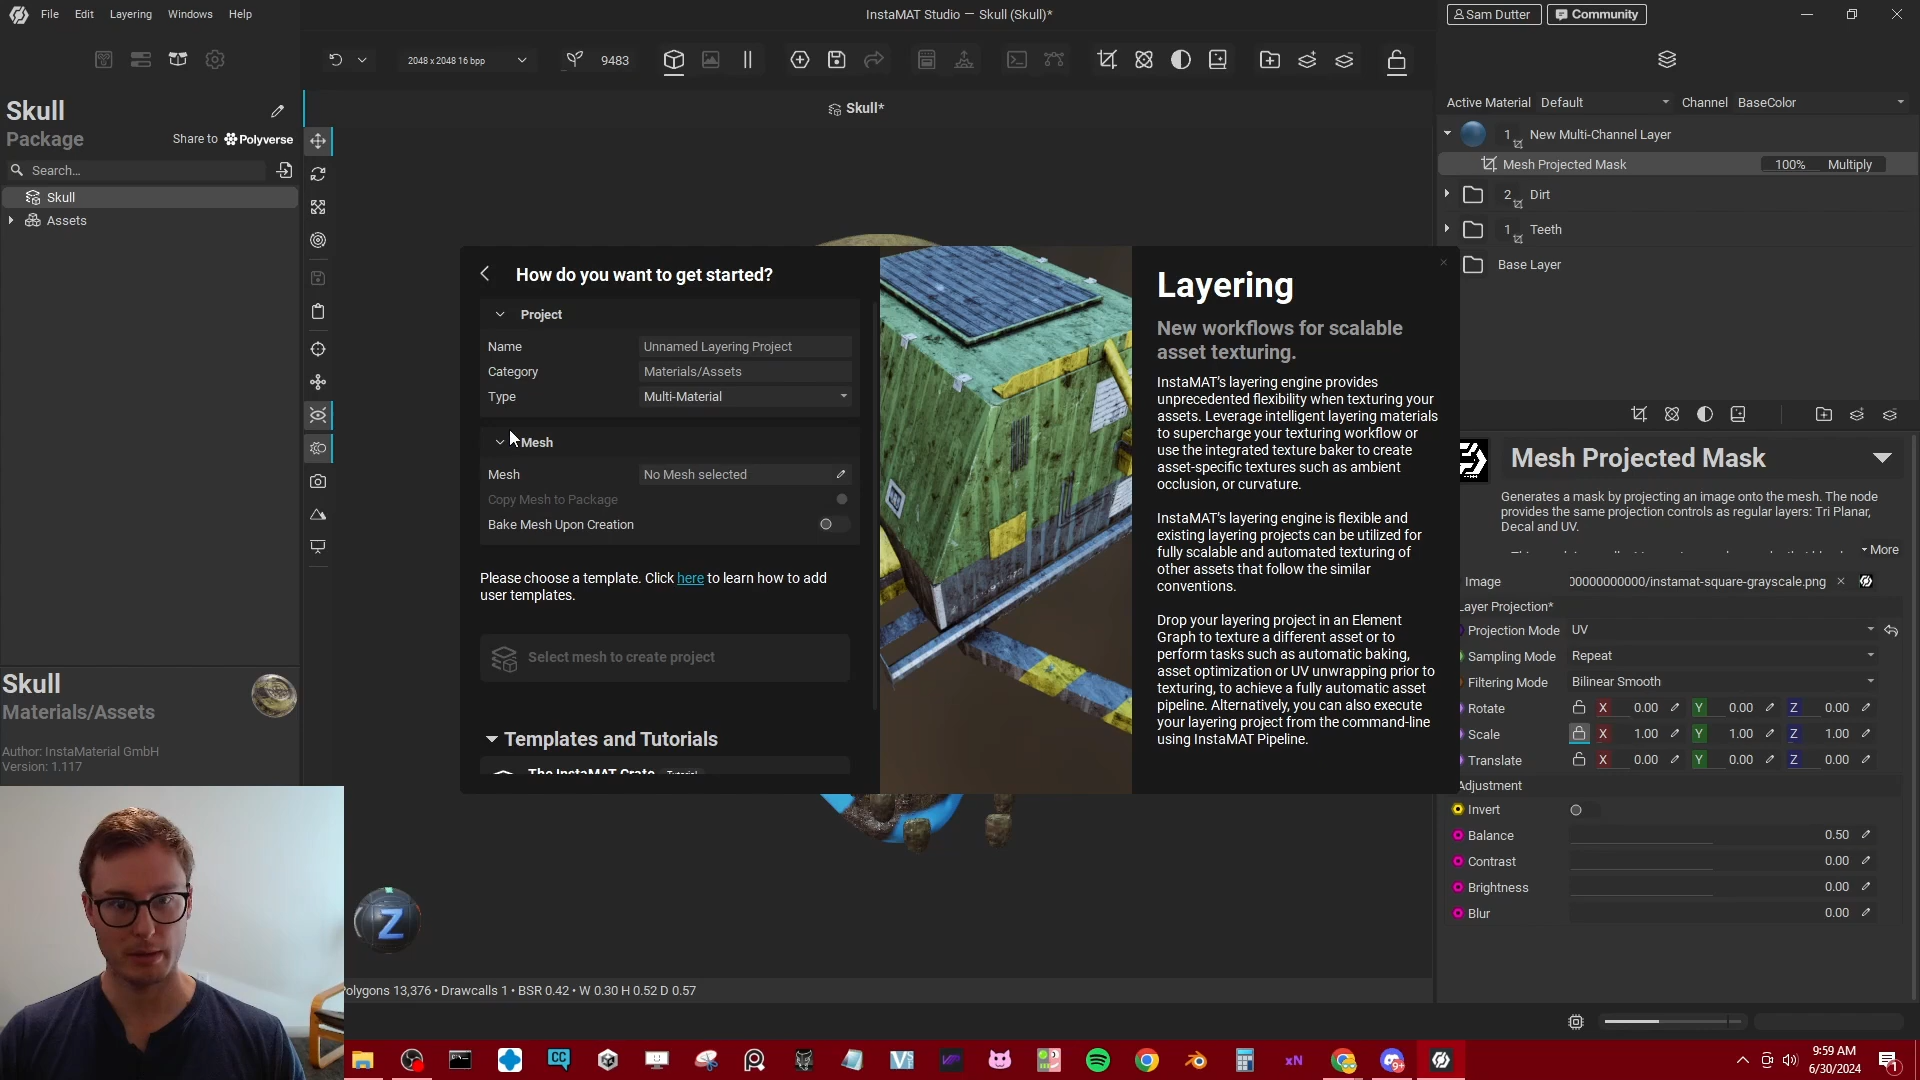 File Edit Layering Windows Help
InstaMAT Studio — Skull (Skull)*
Sam Dutter
Community
2048 x 2048 16 bpp
9483
Skull
Package
Share to Polyverse
Search...
Skull
Assets
Skull*
Active Material Default Channel BaseColor
1 New Multi-Channel Layer
Mesh Projected Mask 100% Multiply
2 Dirt
1 Teeth
Base Layer
How do you want to get started?
Project
Name Unnamed Layering Project
Category Materials/Assets
Type Multi-Material
Mesh
Mesh No Mesh selected
Copy Mesh to Package
Bake Mesh Upon Creation
Please choose a template. Click here to learn how to add
user templates.
Select mesh to create project
Templates and Tutorials
Layering
New workflows for scalable
asset texturing.
InstaMAT's layering engine provides
unprecedented flexibility when texturing your
assets. Leverage intelligent layering materials
to supercharge your texturing workflow or
use the integrated texture baker to create
asset-specific textures such as ambient
occlusion, or curvature.
InstaMAT's layering engine is flexible and
existing layering projects can be utilized for
fully scalable and automated texturing of
other assets that follow the similar
conventions.
Drop your layering project in an Element
Graph to texture a different asset or to
perform tasks such as automatic baking,
asset optimization or UV unwrapping prior to
texturing, to achieve a fully automatic asset
pipeline. Alternatively, you can also execute
your layering project from the command-line
using InstaMAT Pipeline.
Mesh Projected Mask
Generates a mask by projecting an image onto the mesh. The node
provides the same projection controls as regular layers: Tri Planar,
Decal and UV.
More
Image 00000000000/instamat-square-grayscale.png
Layer Projection*
Projection Mode UV
Sampling Mode Repeat
Filtering Mode Bilinear Smooth
Rotate X 0.00 Y 0.00 Z 0.00
Scale X 1.00 Y 1.00 Z 1.00
Translate X 0.00 Y 0.00 Z 0.00
Adjustment
Invert
Balance 0.50
Contrast 0.00
Brightness 0.00
Blur 0.00
Skull
Materials/Assets
Author: InstaMaterial GmbH
Version: 1.117
Z
Polygons 13,376 • Drawcalls 1 • BSR 0.42 • W 0.30 H 0.52 D 0.57
CC
xN
9:59 AM
6/30/2024
1